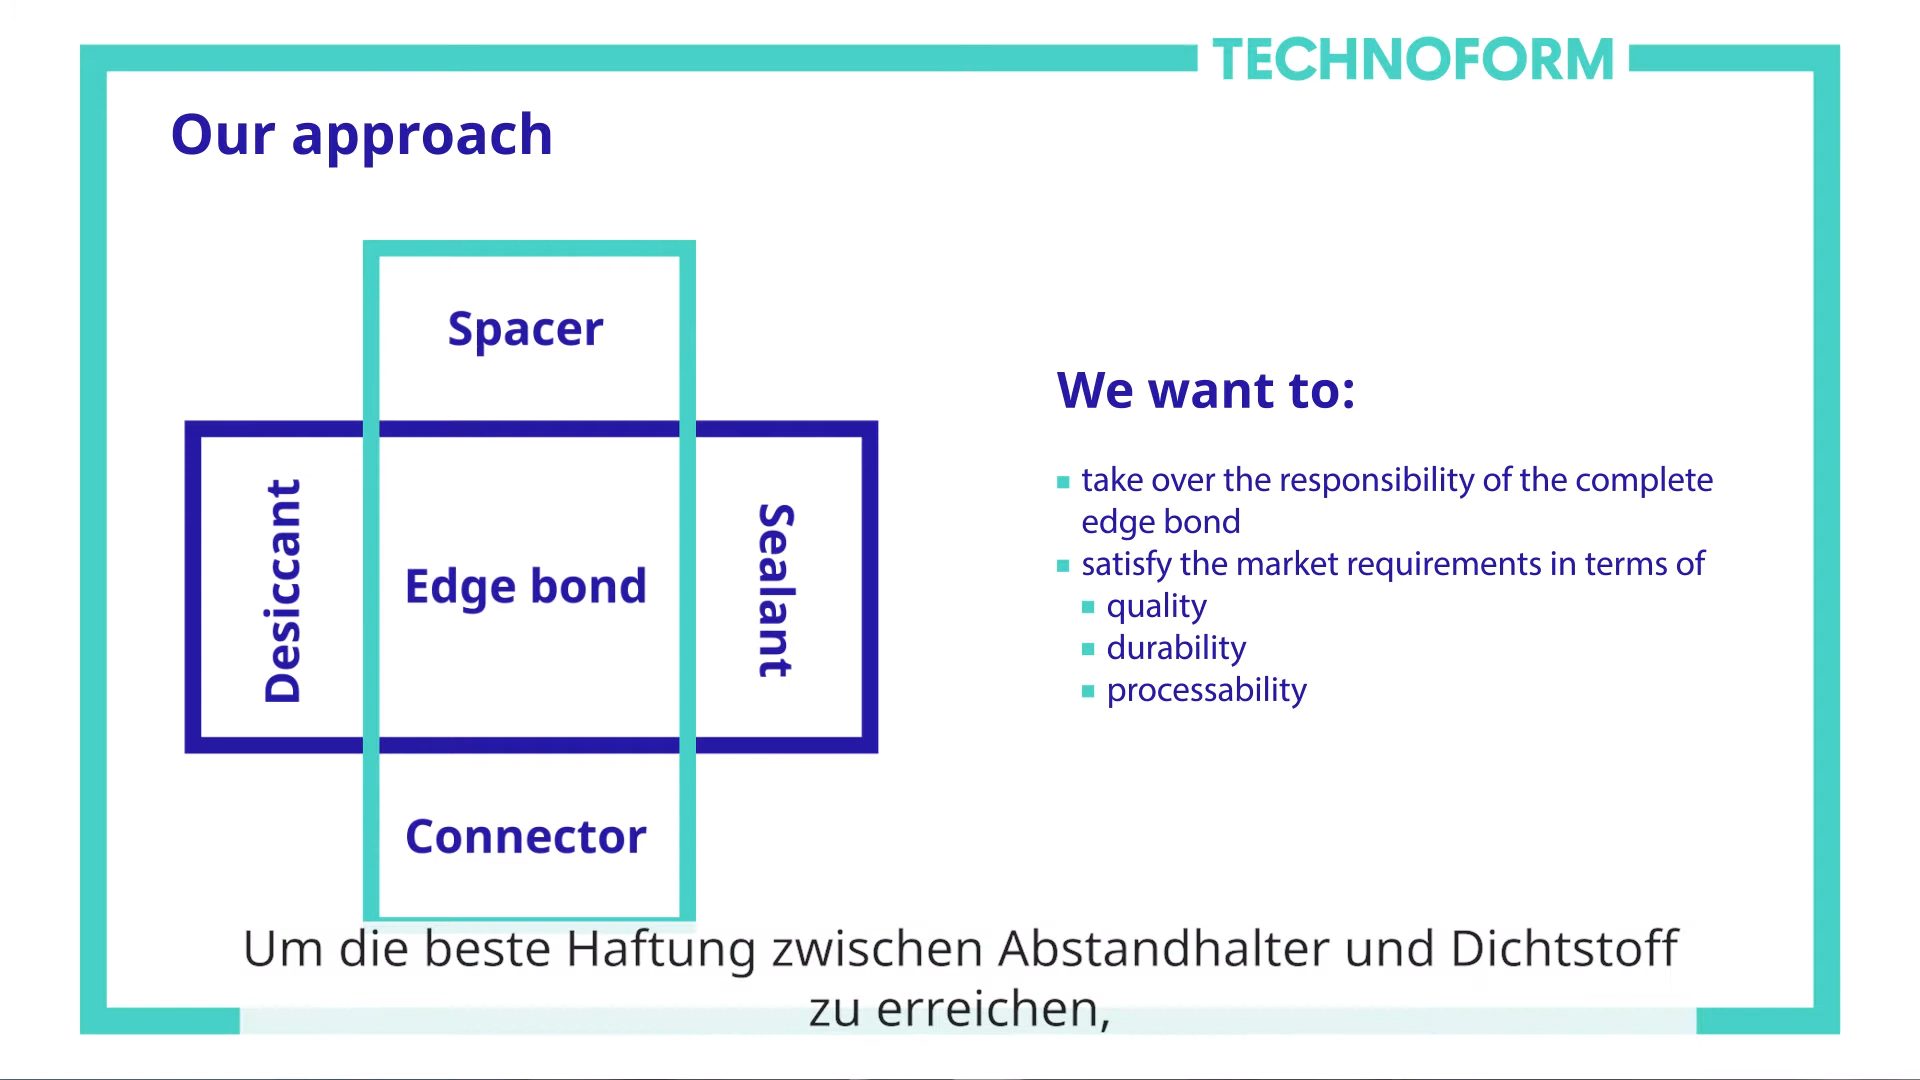 TECHNOFORM
Our approach
Spacer
Desiccant
Edge bond
Sealant
Connector
We want to:
take over the responsibility of the complete
edge bond
satisfy the market requirements in terms of
quality
durability
processability
Um die beste Haftung zwischen Abstandhalter und Dichtstoff
zu erreichen,